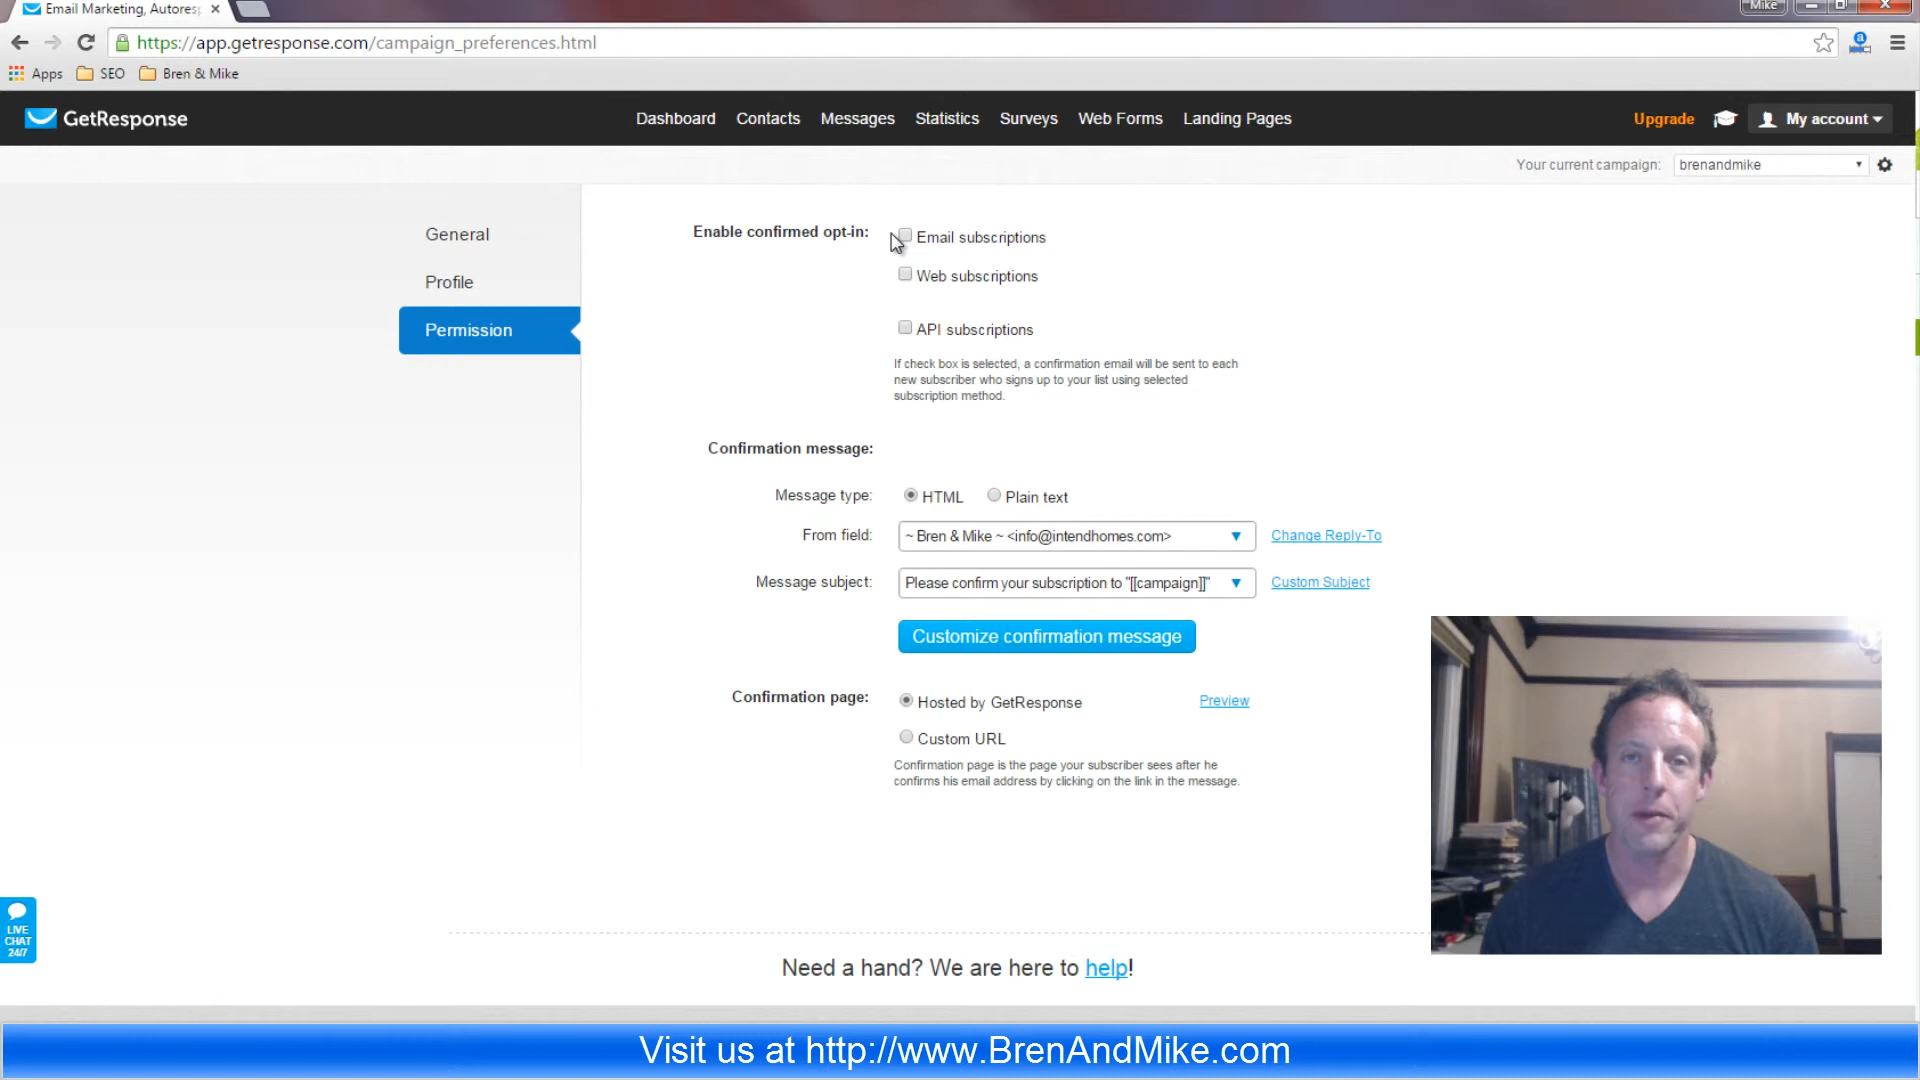 Email Marketing, Autoresp
Mike
https://app.getresponse.com/campaign_preferences.html
Apps SEO Bren & Mike
GetResponse
Dashboard Contacts Messages Statistics Surveys Web Forms Landing Pages
Upgrade My account
Your current campaign: brenandmike
General
Profile
Permission
Enable confirmed opt-in: Email subscriptions
Web subscriptions
API subscriptions
If check box is selected, a confirmation email will be sent to each
new subscriber who signs up to your list using selected
subscription method.
Confirmation message:
Message type: HTML Plain text
From field: ~ Bren & Mike ~ <info@intendhomes.com> Change Reply-To
Message subject: Please confirm your subscription to "[[campaign]]" Custom Subject
Customize confirmation message
Confirmation page: Hosted by GetResponse Preview
Custom URL
Confirmation page is the page your subscriber sees after he
confirms his email address by clicking on the link in the message.
LIVE
CHAT
24/7
Need a hand? We are here to help!
Visit us at http://www.BrenAndMike.com